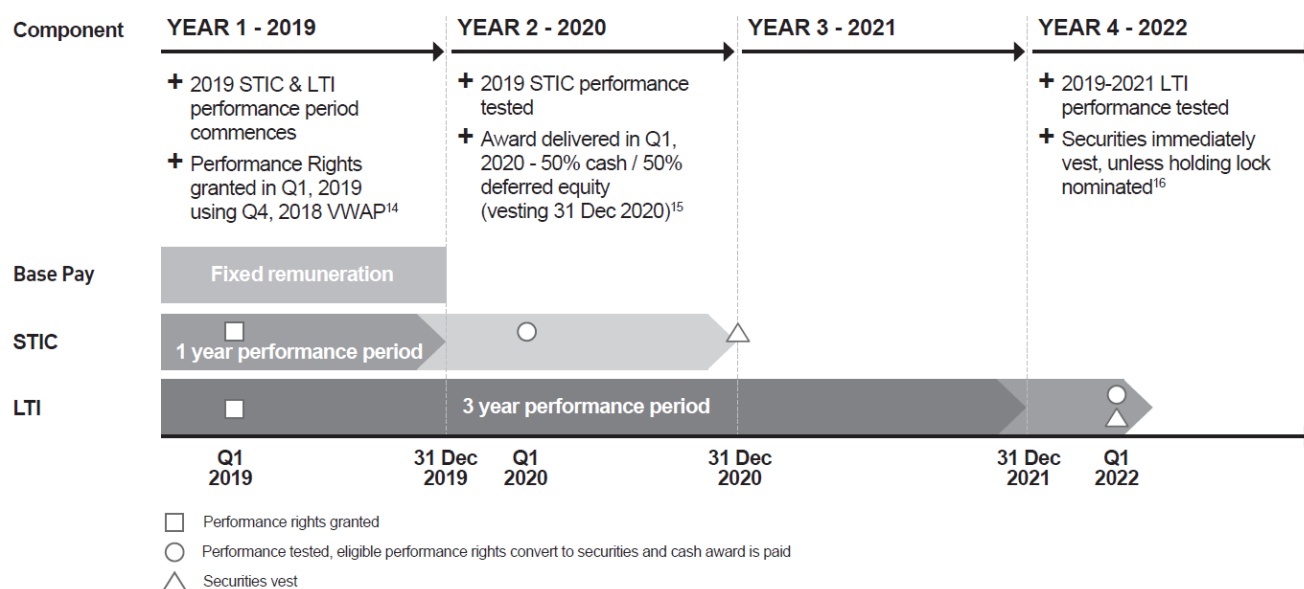 Component
YEAR 1 - 2019
YEAR 2 - 2020
YEAR 3 - 2021
YEAR 4 - 2022
+ 2019 STIC & LTI
performance period
commences
+ Performance Rights
granted in Q1, 2019
using Q4, 2018 VWAP14
+ 2019 STIC performance
tested
+ Award delivered in Q1,
2020 - 50% cash / 50%
deferred equity
(vesting 31 Dec 2020)15
+ 2019-2021 LTI
performance tested
+ Securities immediately
vest, unless holding lock
nominated16
Base Pay
Fixed remuneration
STIC
1 year performance period
LTI
3 year performance period
Q1
2019
31 Dec
2019
Q1
2020
31 Dec
2020
31 Dec
2021
Q1
2022
Performance rights granted
Performance tested, eligible performance rights convert to securities and cash award is paid
Securities vest